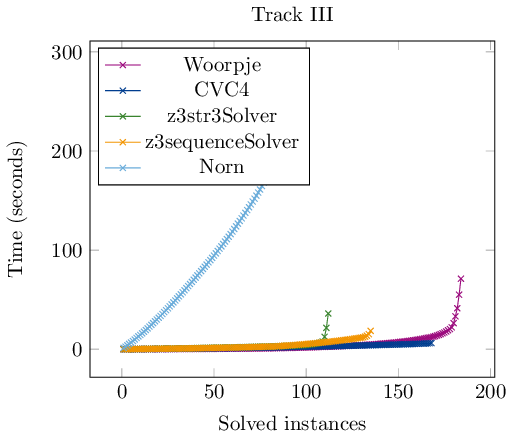 Track III
300
200
100
0
Time (seconds)
Woorpje
CVC4
z3str3Solver
z3sequenceSolver
Norn
0 50 100 150 200
Solved instances